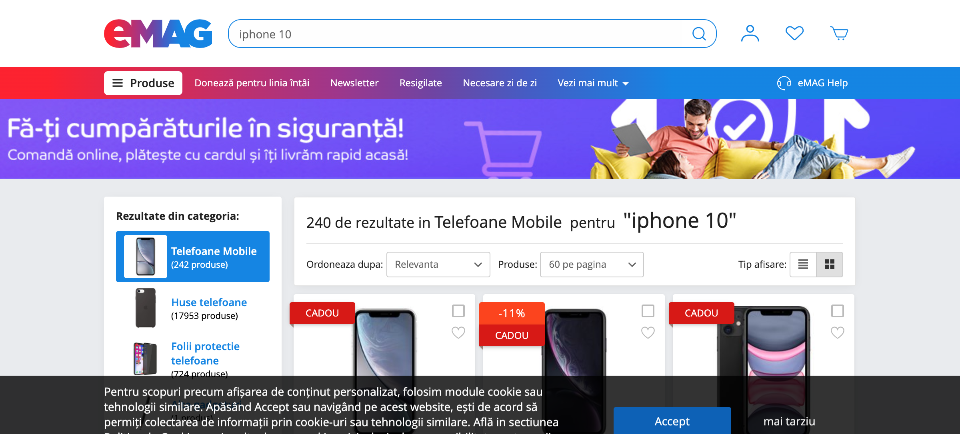 eMAG
iphone 10
Produse
Donează pentru linia întâi
Newsletter
Resigilate
Necesare zi de zi
Vezi mai mult
eMAG Help
Fă-ți cumpărăturile în siguranță!
Comandă online, plătește cu cardul și îți livrăm rapid acasă!
Rezultate din categoria:
Telefoane Mobile
(242 produse)
Huse telefoane
(17953 produse)
Folii protectie
telefoane
(724 produse)
240 de rezultate in Telefoane Mobile pentru "iphone 10"
Ordoneaza dupa:
Relevanta
Produse:
60 pe pagina
Tip afisare:
CADOU
-11%
CADOU
CADOU
Pentru scopuri precum afișarea de conținut personalizat, folosim module cookie sau
tehnologii similare. Apăsând Accept sau navigând pe acest website, ești de acord să
permiți colectarea de informații prin cookie-uri sau tehnologii similare. Află in sectiunea
Accept
mai tarziu